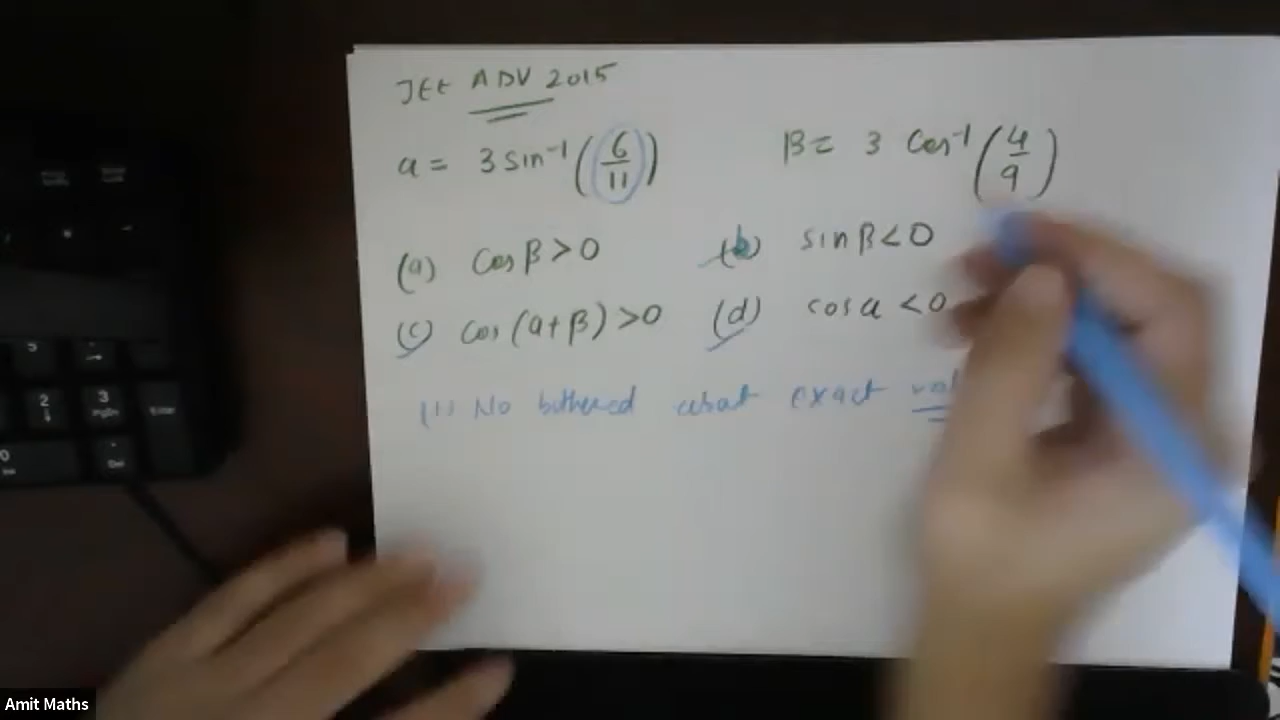 JEE ADV 2015
a = 3 sin⁻¹ (6/11) β = 3 cos⁻¹ (4/9)
(a) cos β > 0 (b) sin β < 0
(c) cos (a+β) > 0 (d) cos a < 0
(1) No bothered what exact
Amit Maths